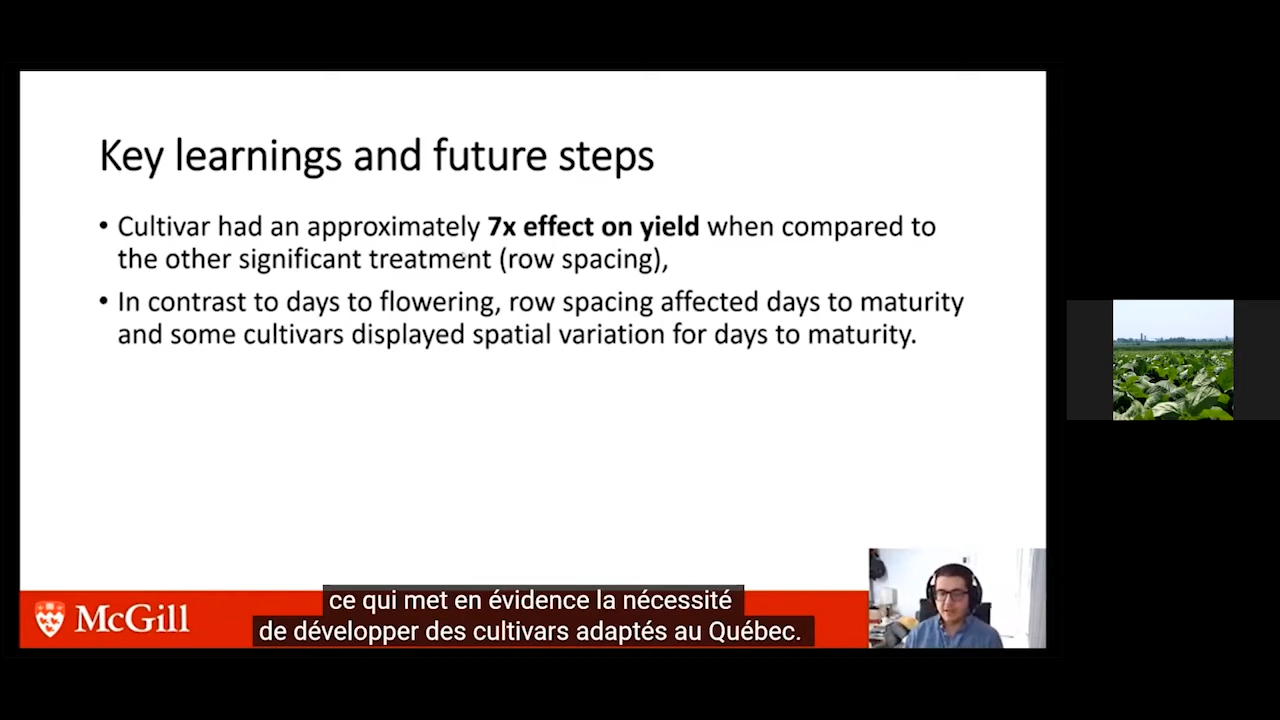 Key learnings and future steps
• Cultivar had an approximately 7x effect on yield when compared to
the other significant treatment (row spacing),
• In contrast to days to flowering, row spacing affected days to maturity
and some cultivars displayed spatial variation for days to maturity.
McGill
ce qui met en évidence la nécessité
de développer des cultivars adaptés au Québec.